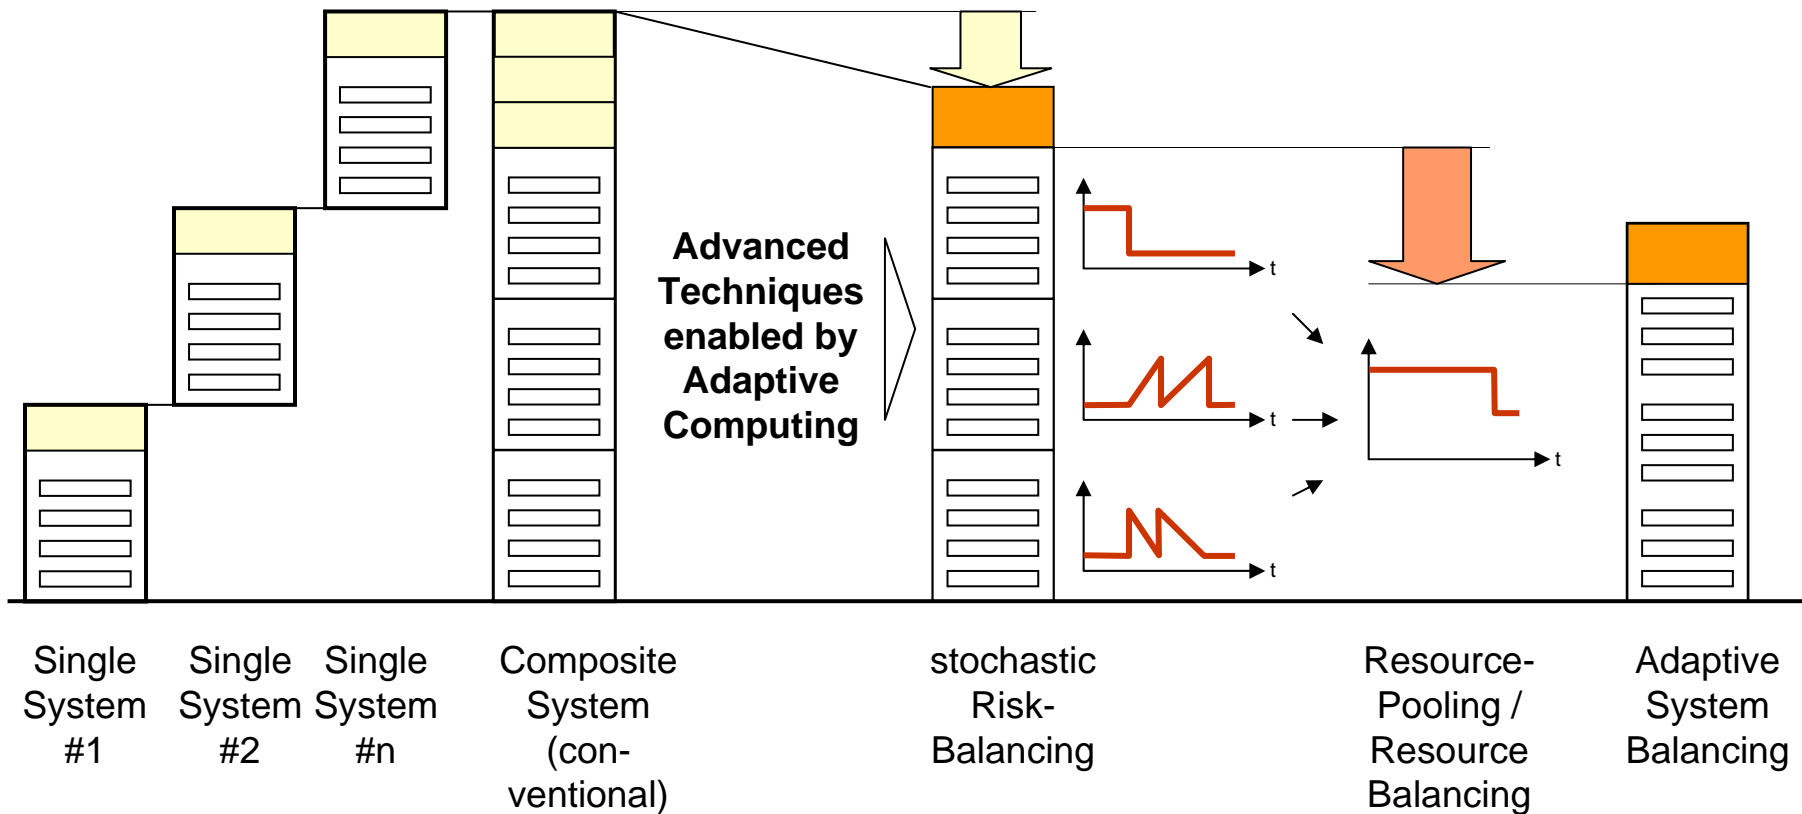 Advanced
Techniques
enabled by
Adaptive
Computing
t
t
t
t
Single
System
#1
Single
System
#2
Single
System
#n
Composite
System
(con-
ventional)
stochastic
Risk-
Balancing
Resource-
Pooling /
Resource
Balancing
Adaptive
System
Balancing